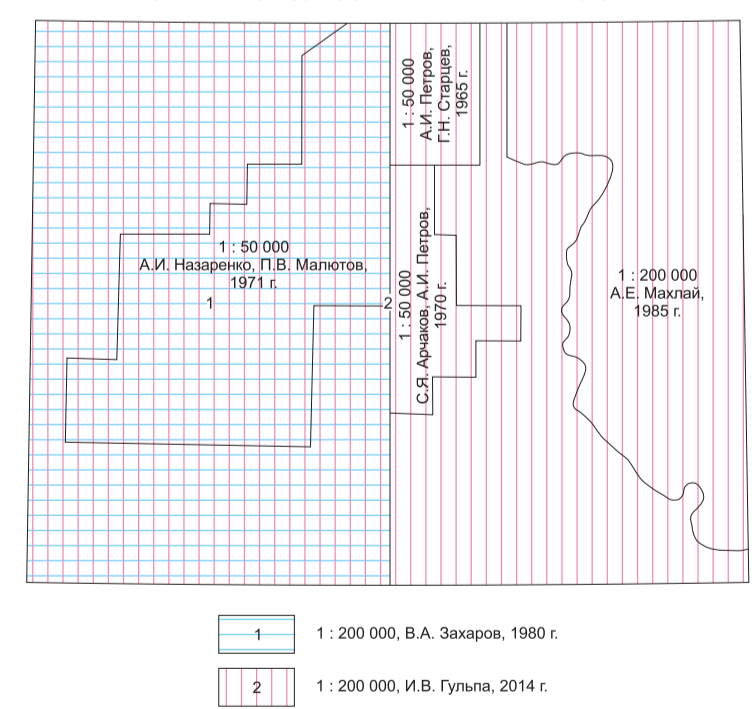 1 : 50 000
А.И. Петров,
Г.Н. Старцев,
1965 г.
1 : 50 000
А.И. Назаренко, П.В. Малютов,
1971 г.
1
2
1 : 50 000
С.Я. Арчаков, А.И. Петров,
1970 г.
1 : 200 000
А.Е. Махлай,
1985 г.
1
1 : 200 000, В.А. Захаров, 1980 г.
2
1 : 200 000, И.В. Гульпа, 2014 г.